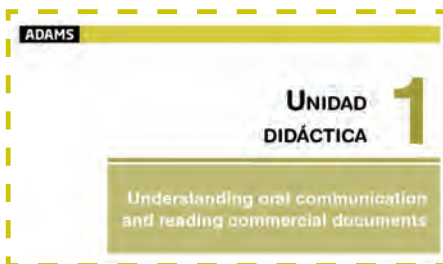 ADAMS
UNIDAD 1
DIDÁCTICA
Understanding oral communication
and reading commercial documents